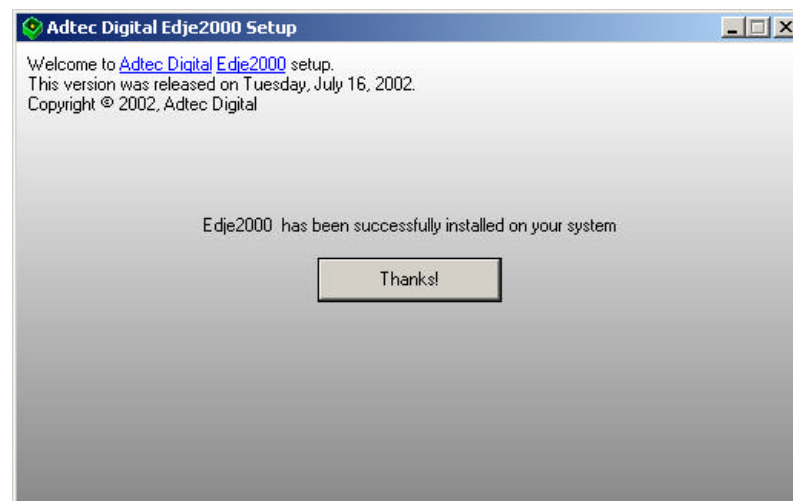 Adtec Digital Edje2000 Setup
Welcome to Adtec Digital Edje2000 setup.
This version was released on Tuesday, July 16, 2002.
Copyright © 2002, Adtec Digital
Edje2000 has been successfully installed on your system
Thanks!